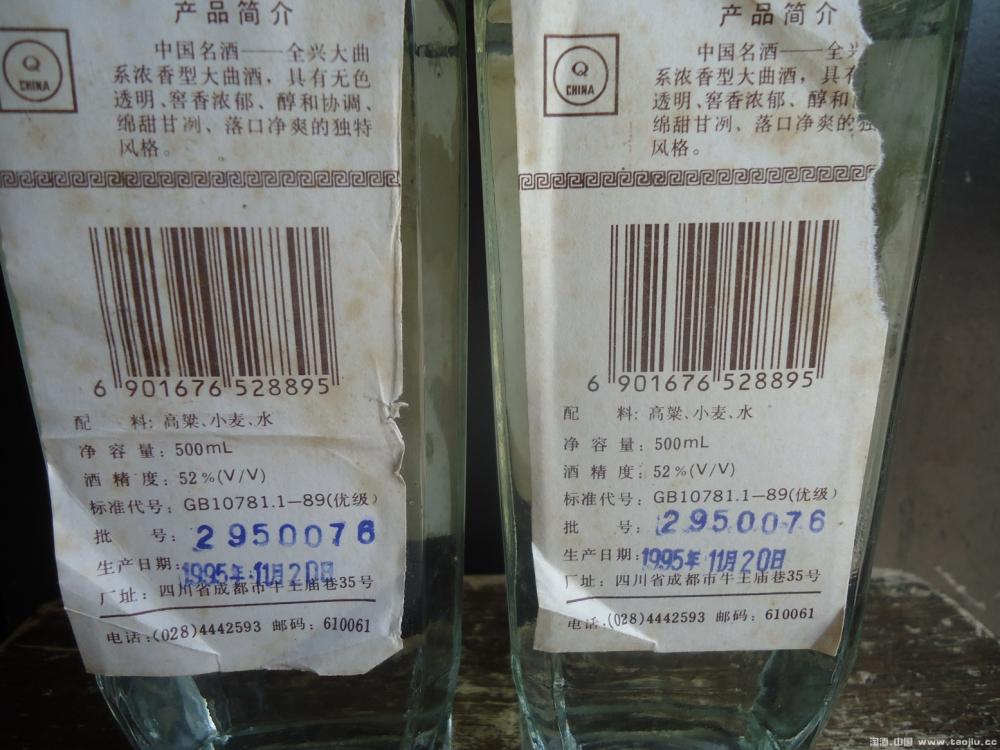 产品简介
Q
CHINA
中国名酒——全兴大曲
系浓香型大曲酒，具有无色
透明、窖香浓郁、醇和协调、
绵甜甘冽、落口净爽的独特
风格。
6 901676 528895
配 料: 高粱、小麦、水
净容量: 500mL
酒精度: 52%(V/V)
标准代号: GB10781.1—89(优级)
批 号: 2950076
生产日期: 1995年11月20日
厂址: 四川省成都市牛王庙巷35号
电话:(028)4442593 邮码: 610061
产品简介
Q
CHINA
中国名酒——全兴
系浓香型大曲酒，具有
透明、窖香浓郁、醇和
绵甜甘冽、落口净爽的独
风格。
6 901676 528895
配 料: 高粱、小麦、水
净容量: 500mL
酒精度: 52%(V/V)
标准代号: GB10781.1—89(优级)
批 号: 2950076
生产日期: 1995年11月20日
厂址: 四川省成都市牛王庙巷35号
电话:(028)4442593 邮码: 610061
淘酒.中国 www.taojiu.cc